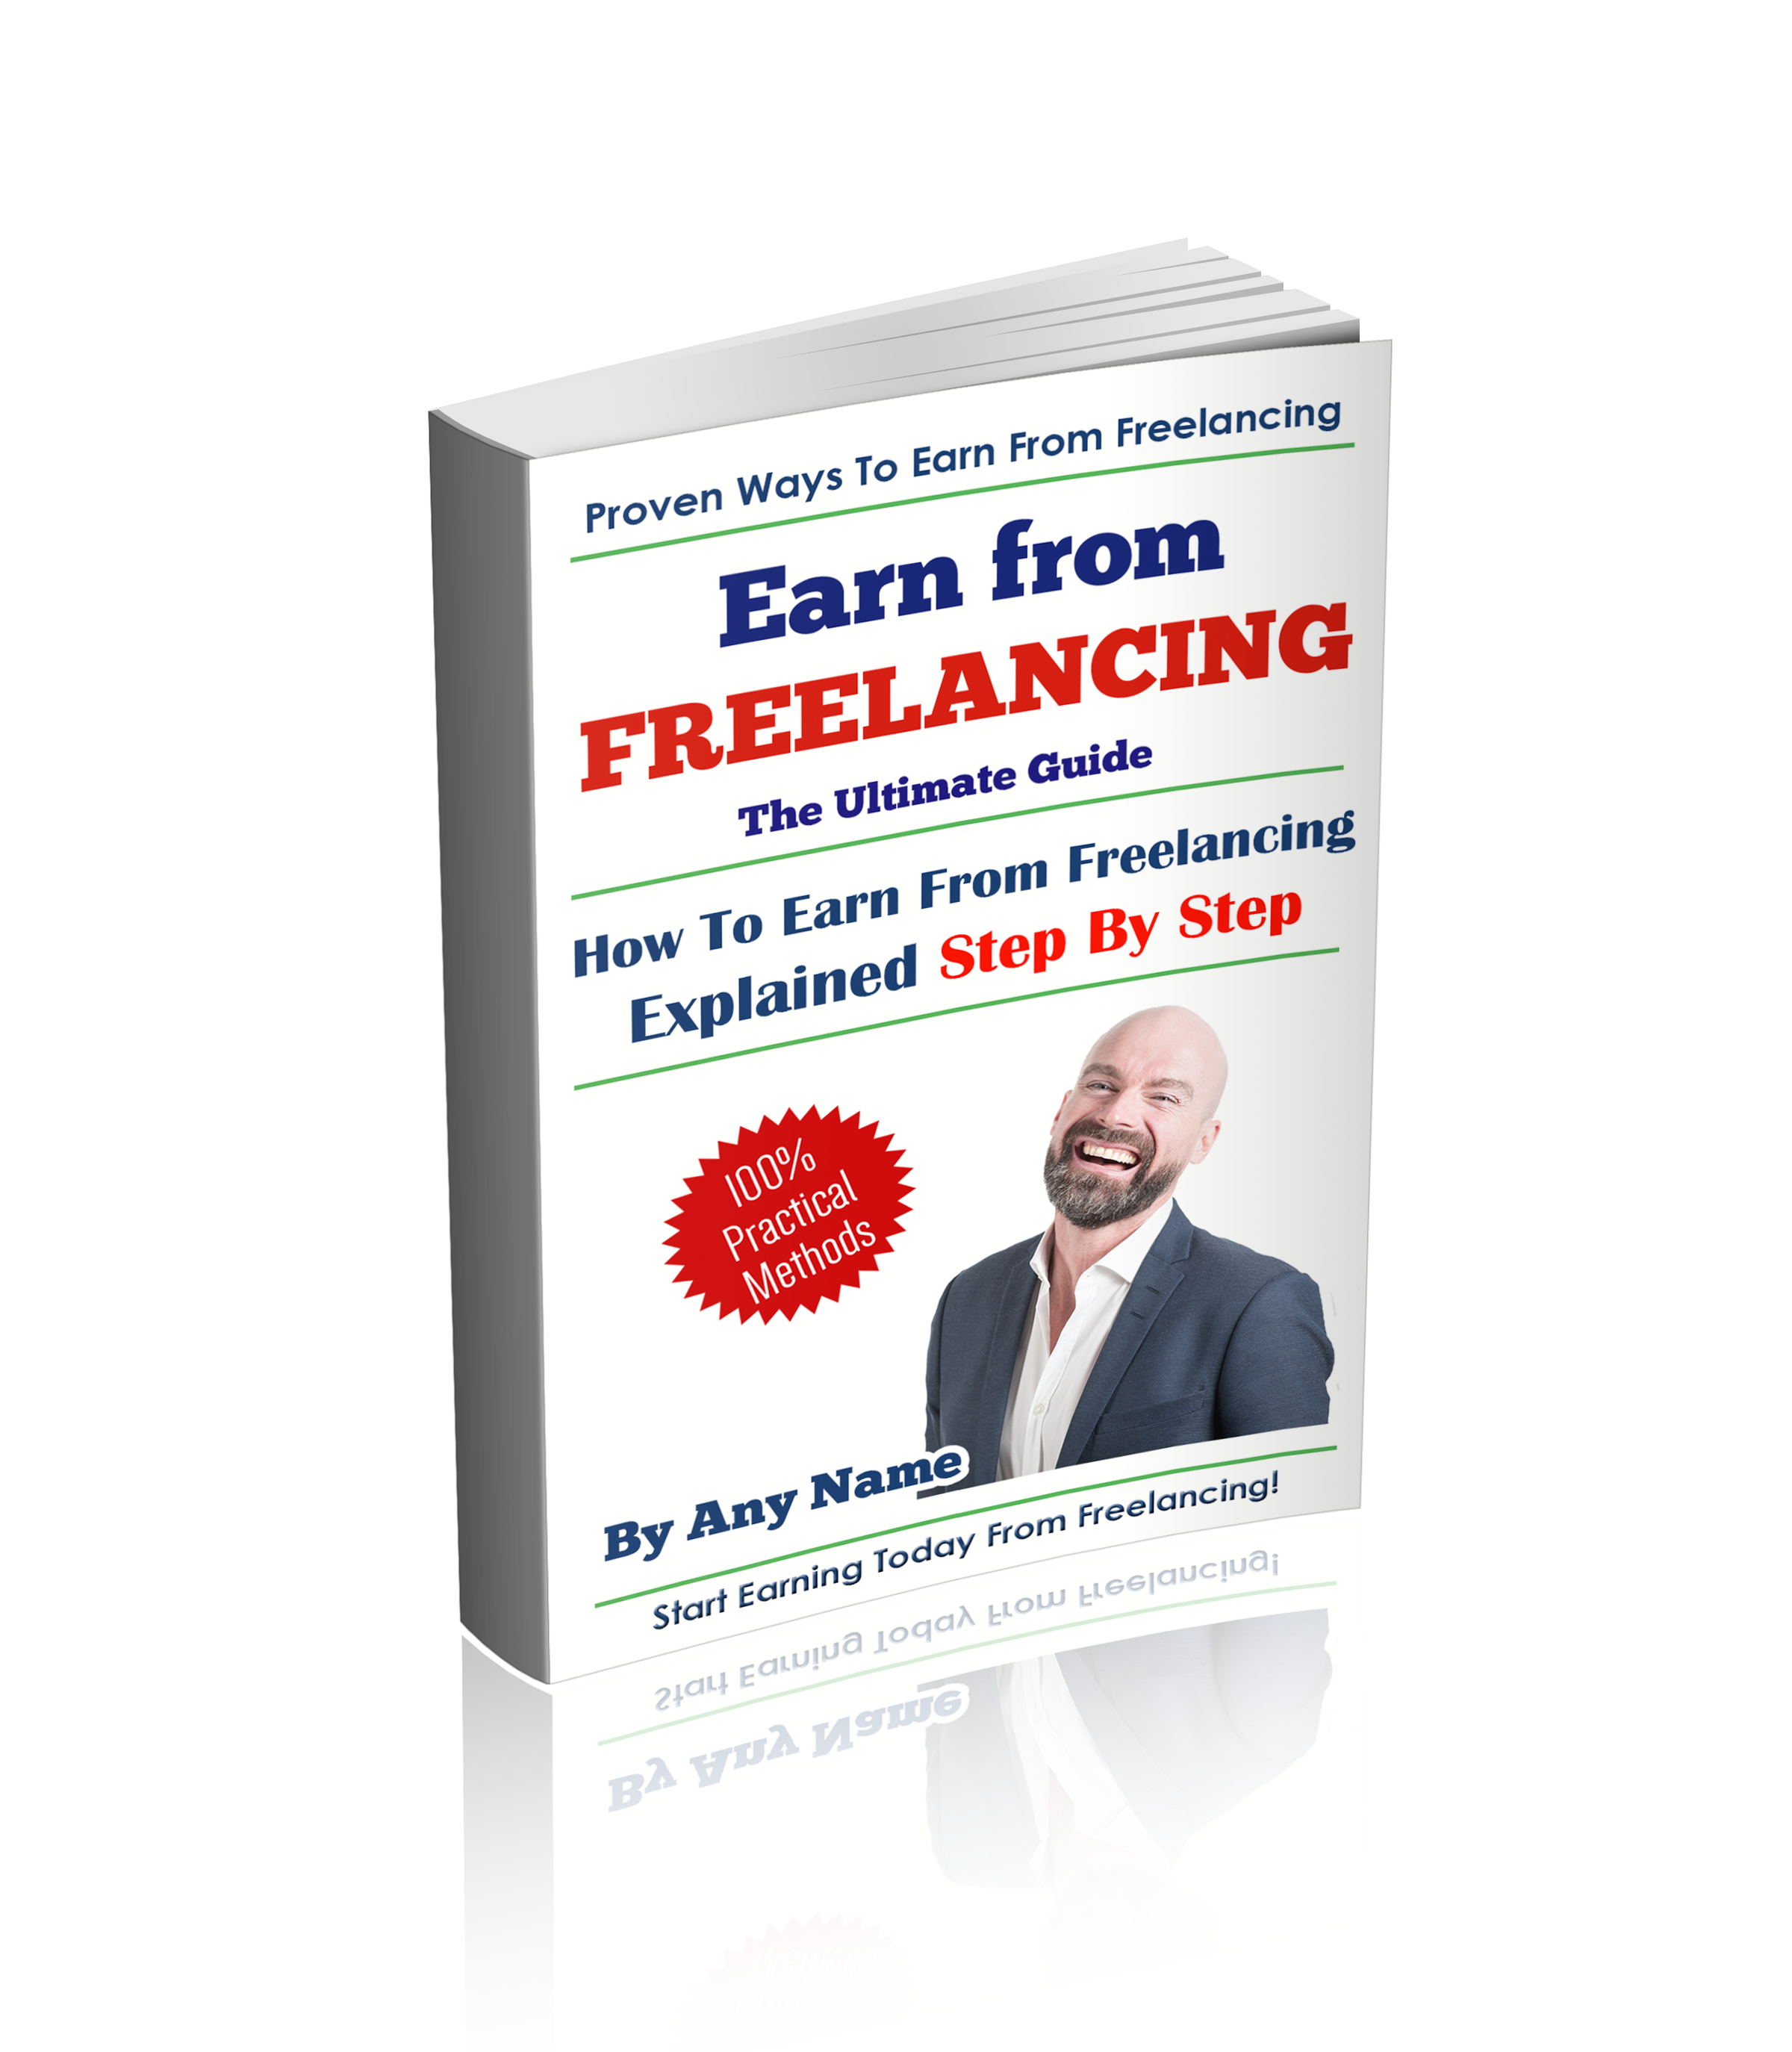 Proven Ways To Earn From Freelancing
Earn from
FREELANCING
The Ultimate Guide
How To Earn From Freelancing
Explained Step By Step
100%
Practical
Methods
By Any Name
Start Earning Today From Freelancing!